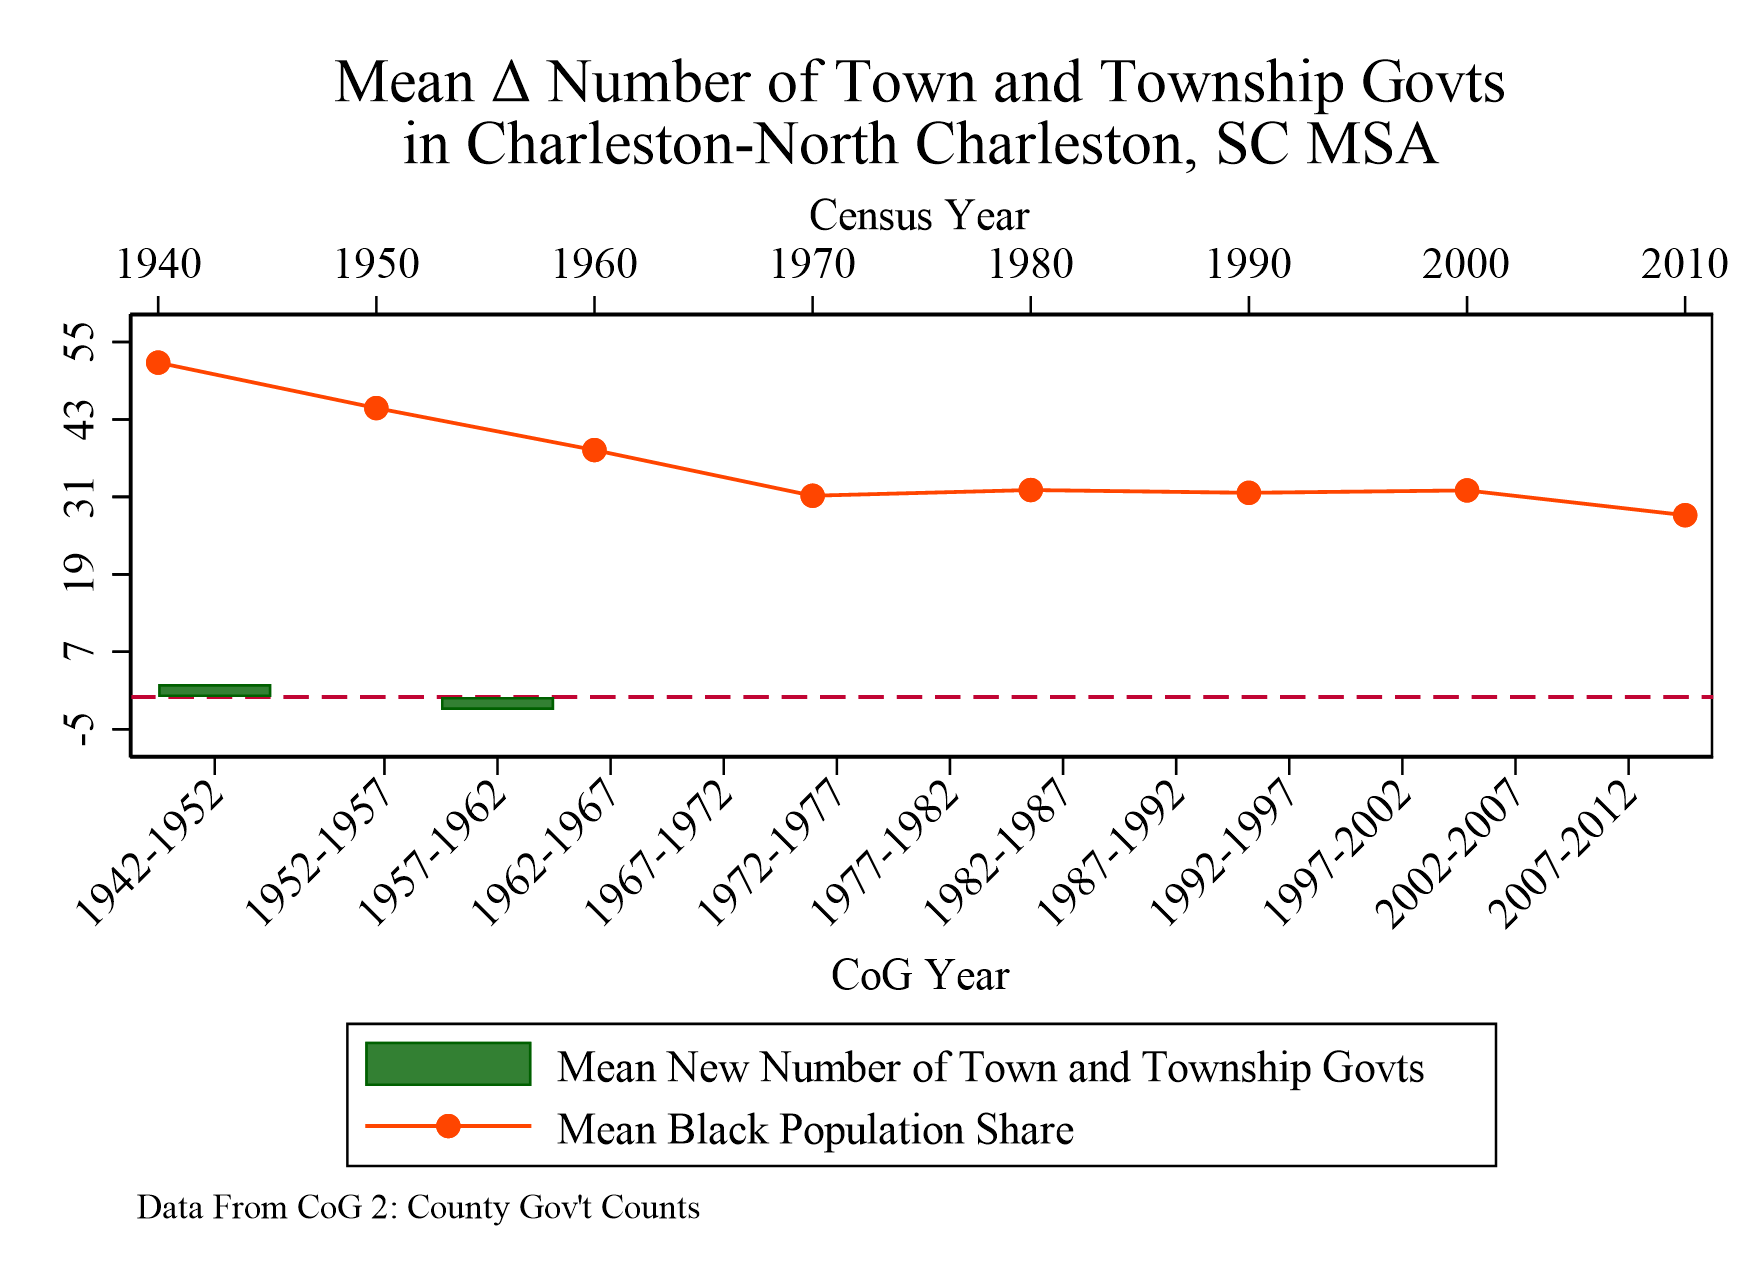 Mean Δ Number of Town and Township Govts
in Charleston-North Charleston, SC MSA
Census Year
1940 1950 1960 1970 1980 1990 2000 2010
55
43
31
19
7
-5
1942-1952 1952-1957 1957-1962 1962-1967 1967-1972 1972-1977 1977-1982 1982-1987 1987-1992 1992-1997 1997-2002 2002-2007 2007-2012
CoG Year
Mean New Number of Town and Township Govts
Mean Black Population Share
Data From CoG 2: County Gov't Counts